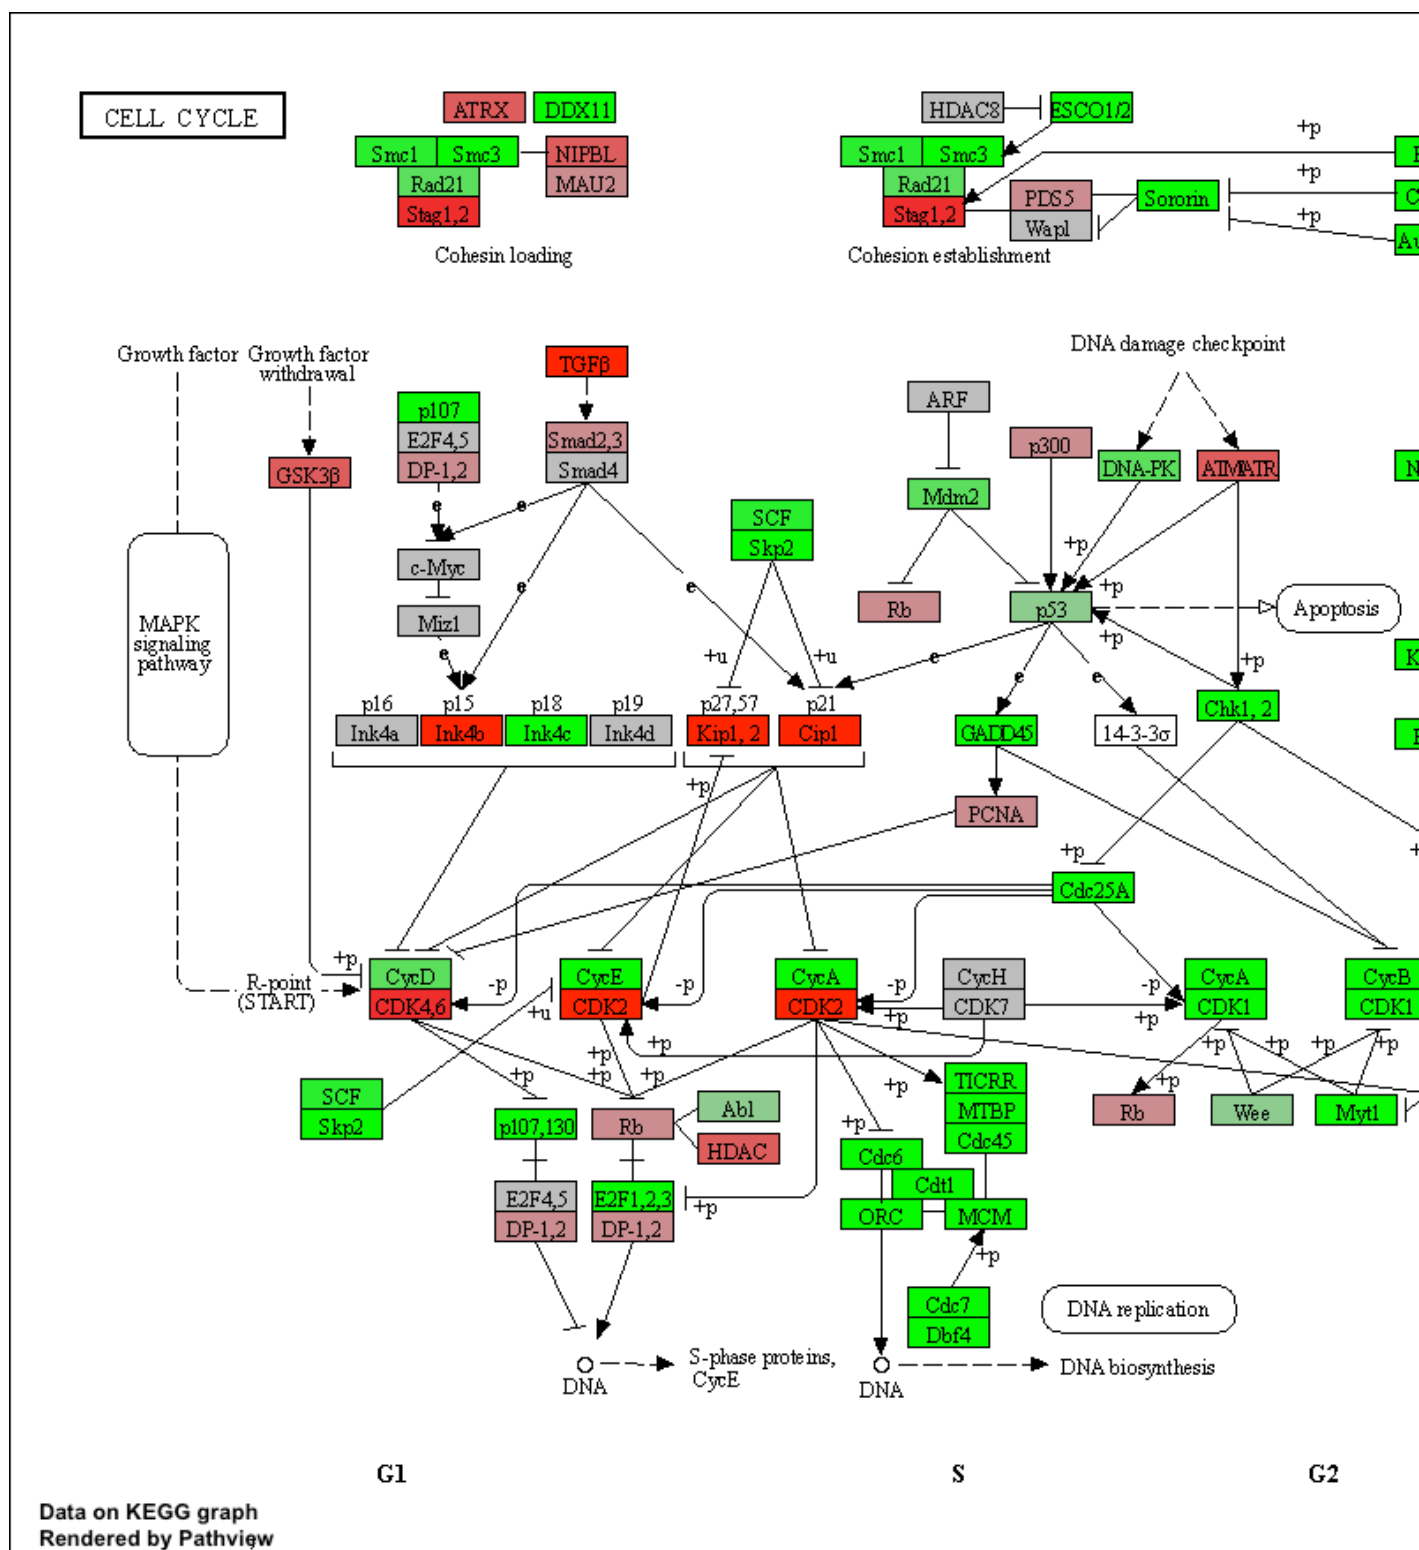 CELL CYCLE
ATRX
DDX11
Smc1
Smc3
NIPBL
MAU2
Rad21
Stag1,2
Cohesin loading
HDAC8
ESCO1/2
Smc1
Smc3
Rad21
Stag1,2
PDS5
Wapl
Sororin
+p
+p
+p
C
Au
Cohesion establishment
Growth factor
Growth factor
withdrawal
TGFβ
DNA damage checkpoint
p107
E2F4,5
DP-1,2
Smad2,3
Smad4
GSK3β
ARF
p300
DNA-PK
ATMATR
N
Mdm2
e
e
SCF
Skp2
c-Myc
Miz1
e
e
e
+p
+p
+p
+p
Rb
p53
Apoptosis
MAPK
signaling
pathway
+u
+u
e
e
e
K
p16
p15
p18
p19
p27,57
p21
Ink4a
Ink4b
Ink4c
Ink4d
Kip1, 2
Cip1
GADD45
14-3-3σ
Chk1, 2
+p
PCNA
+p
Cdc25A
+p
R-point
(START)
CycD
CDK4,6
-p
CycE
CDK2
-p
CycA
CDK2
-p
+p
CycH
CDK7
-p
+p
CycA
CDK1
CycB
CDK1
+u
+p
+p
+p
+p
+p
+p
+p
+p
+p
SCF
Skp2
p107,130
Rb
Abl
HDAC
TICRR
MTBP
Cdc45
Rb
Wee
Myt1
+p
Cdc6
Cdt1
ORC
MCM
E2F4,5
DP-1,2
E2F1,2,3
DP-1,2
+p
+p
Cdc7
Dbf4
DNA replication
DNA
S-phase proteins,
CycE
DNA
DNA biosynthesis
G1
S
G2
Data on KEGG graph
Rendered by Pathview